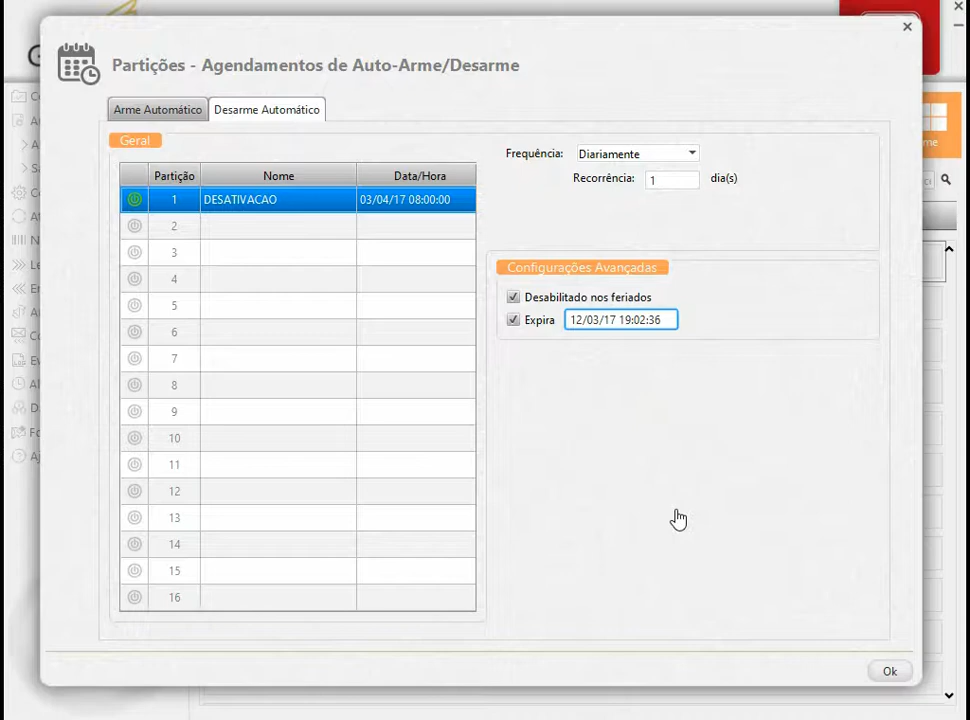 Partições - Agendamentos de Auto-Arme/Desarme
Arme Automático
Desarme Automático
Geral
Partição Nome Data/Hora
1 DESATIVACAO 03/04/17 08:00:00
2
3
4
5
6
7
8
9
10
11
12
13
14
15
16
Frequência: Diariamente
Recorrência: 1 dia(s)
Configurações Avançadas
Desabilitado nos feriados
Expira 12/03/17 19:02:36
Ok